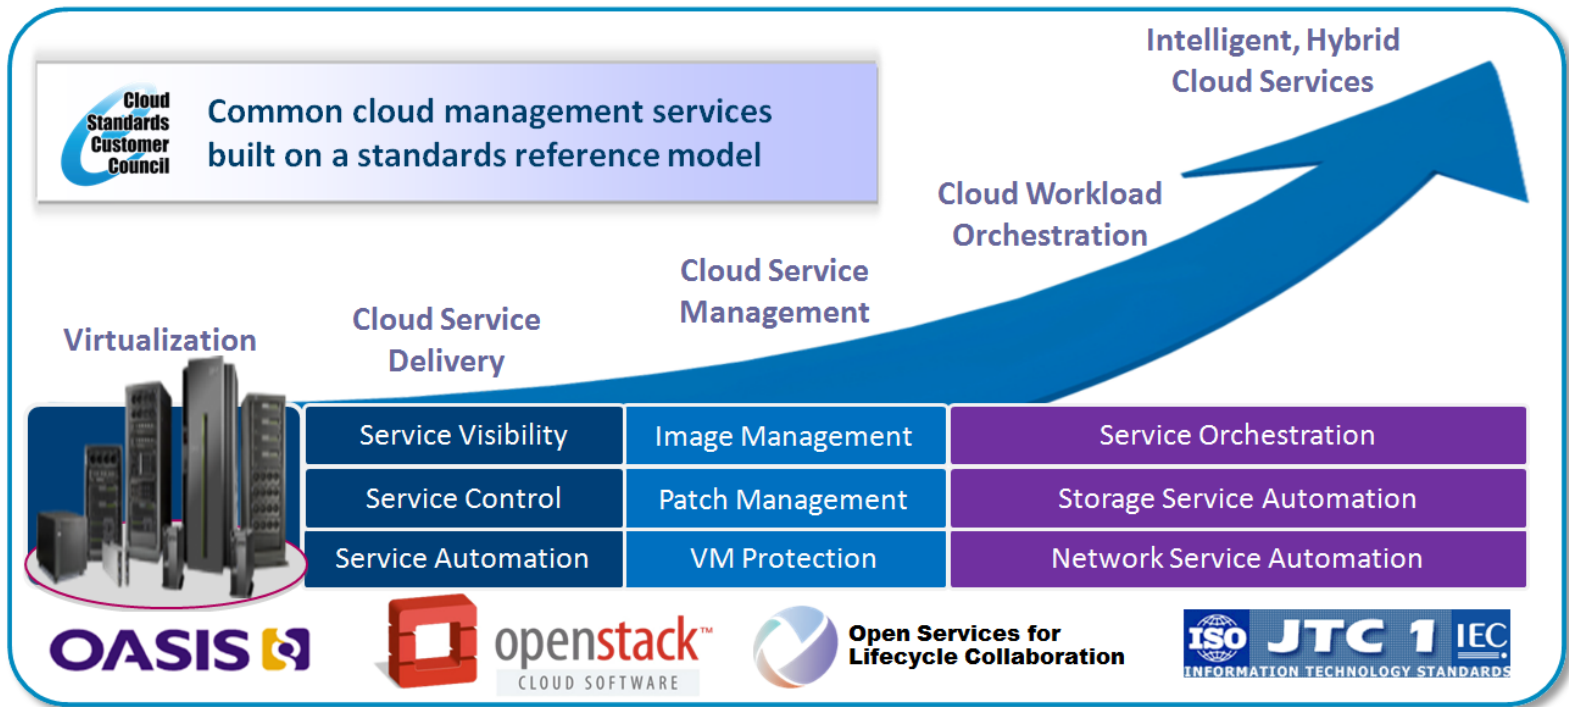 Intelligent, Hybrid
Cloud Services
Cloud
Standards
Customer
Council
Common cloud management services
built on a standards reference model
Cloud Workload
Orchestration
Cloud Service
Management
Cloud Service
Delivery
Virtualization
Service Visibility
Image Management
Service Orchestration
Service Control
Patch Management
Storage Service Automation
Service Automation
VM Protection
Network Service Automation
OASIS
openstack™
CLOUD SOFTWARE
Open Services for
Lifecycle Collaboration
ISO JTC 1 IEC
INFORMATION TECHNOLOGY STANDARDS